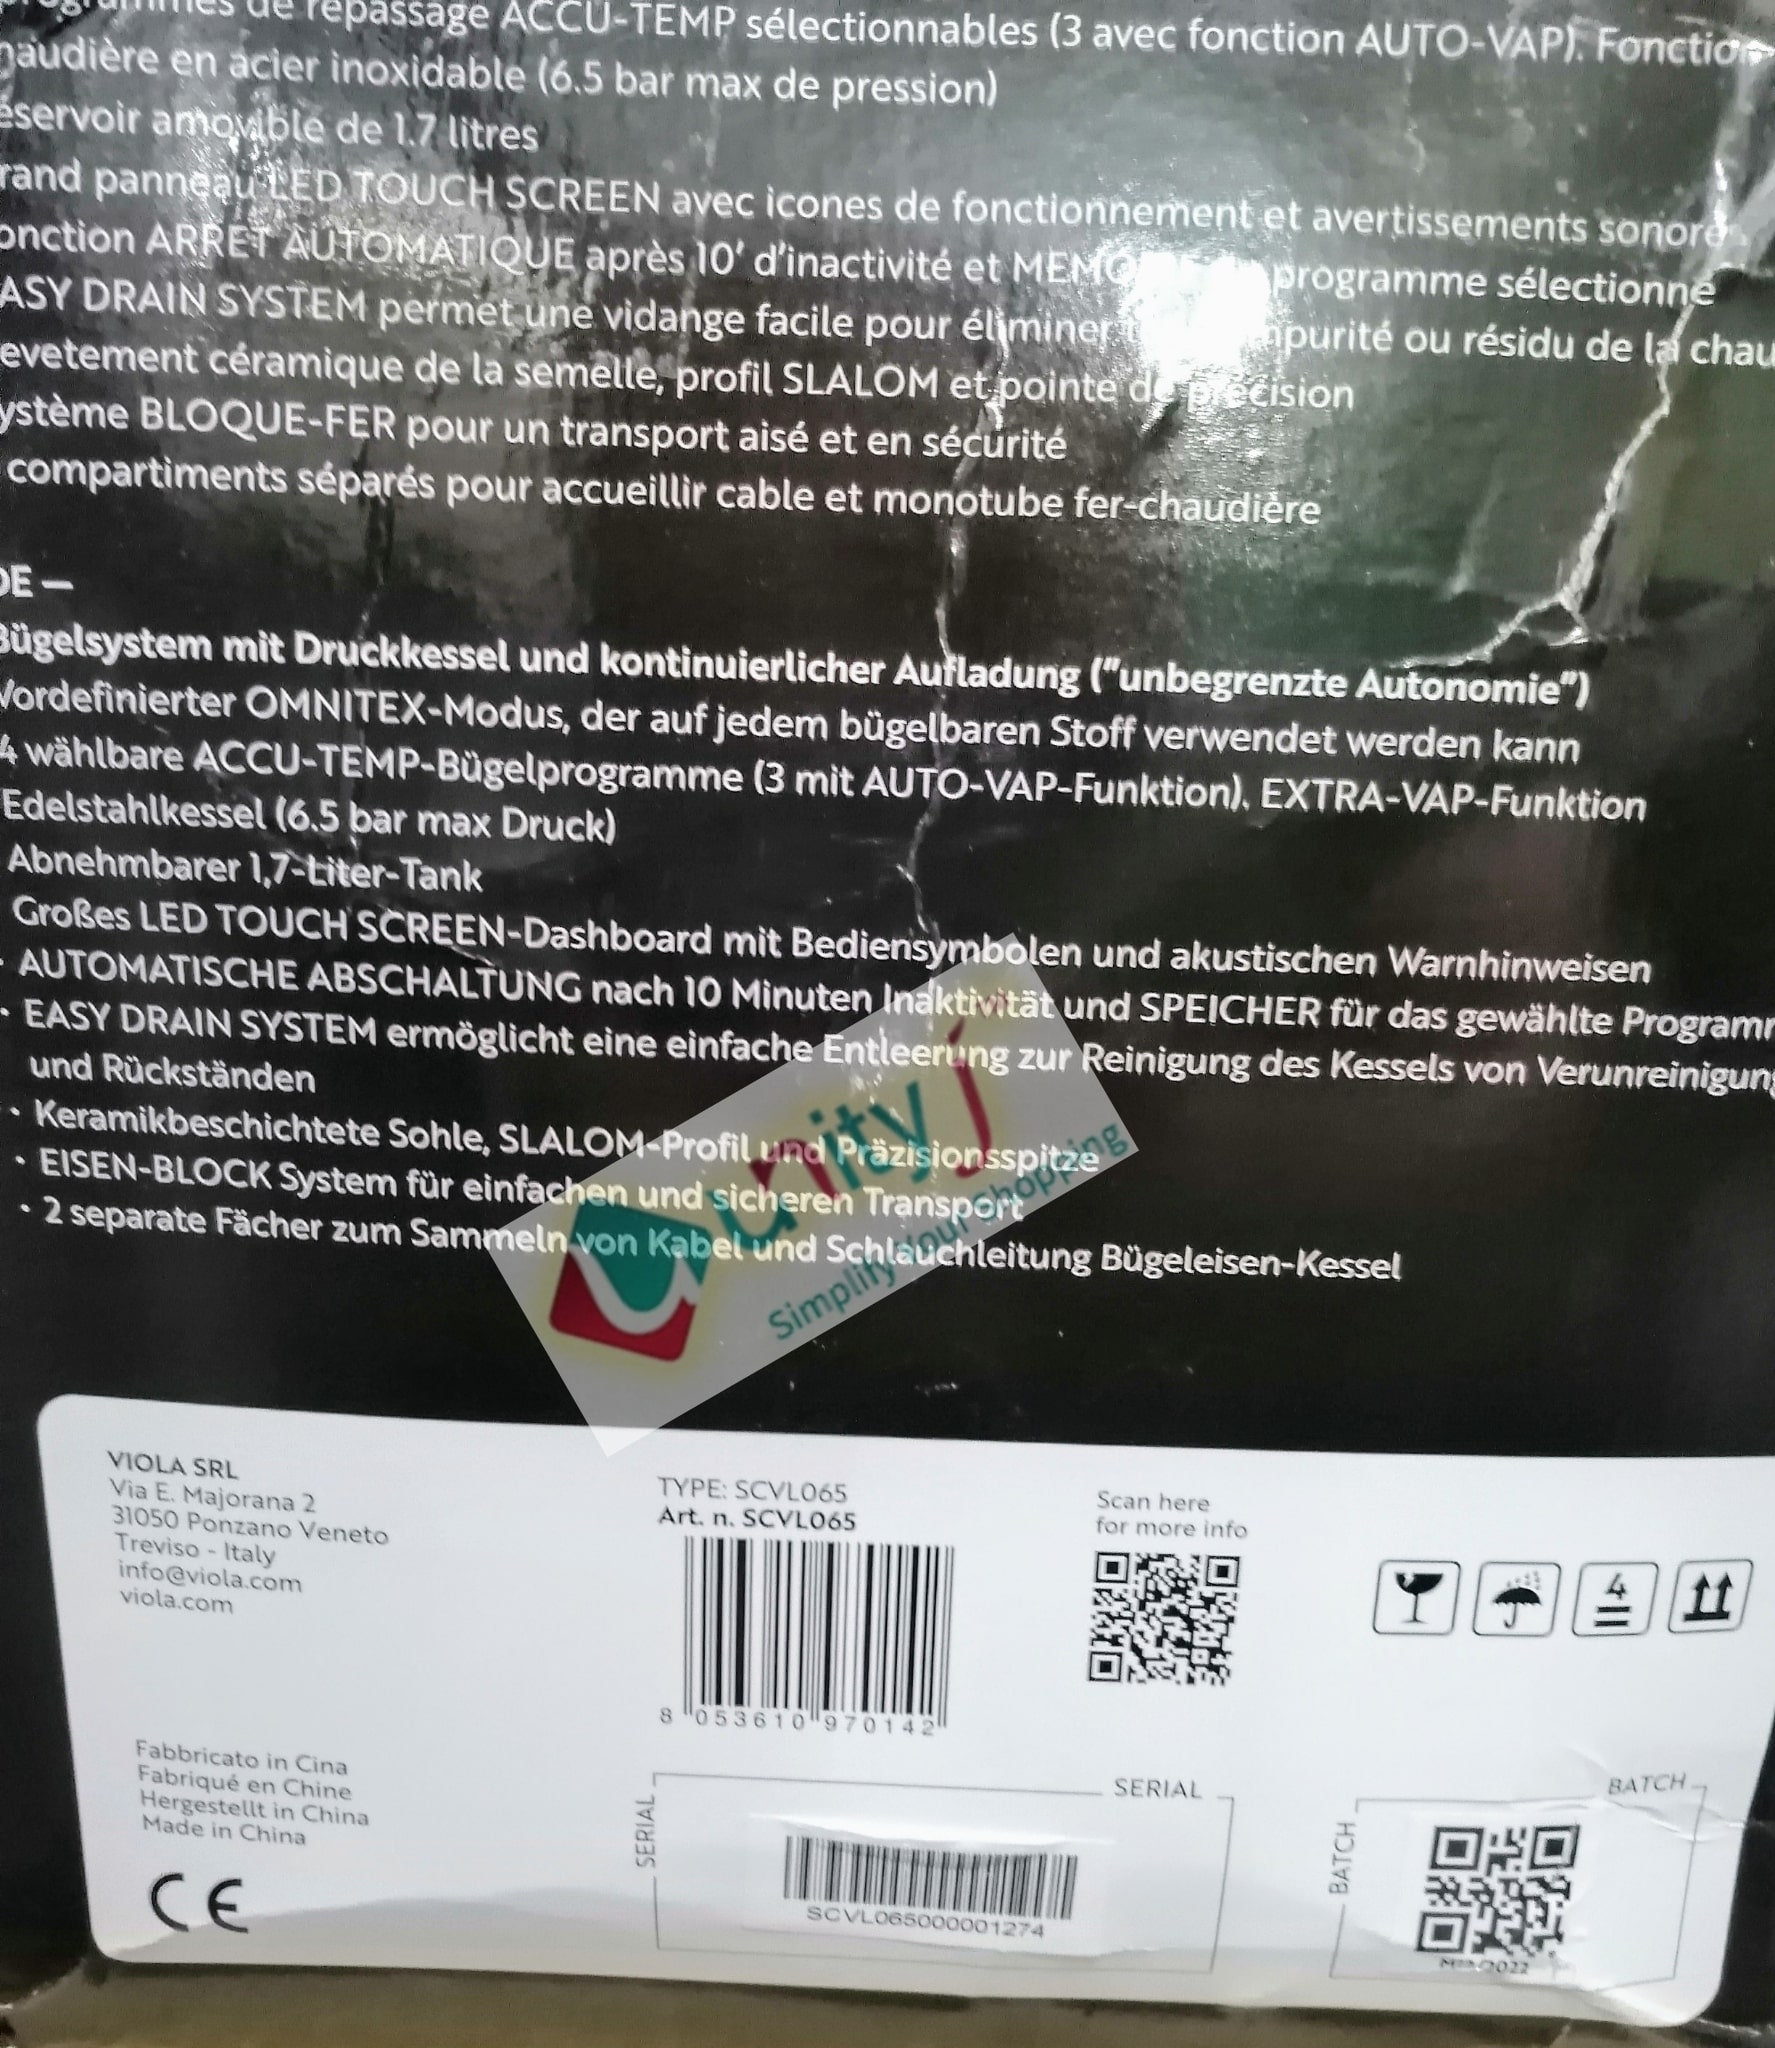 de repassage ACCU-TEMP sélectionnables (3 avec fonction AUTO-VAP). Fonction
en acier inoxidable (6.5 bar max de pression)
amovible de 1.7 litres
panneau LED TOUCH SCREEN avec icones de fonctionnement et avertissements
ARRET AUTOMATIQUE après 10' d'inactivité et programme sélectionné
DRAIN SYSTEM permet une vidange facile pour éliminer ou résidu de la
céramique de la semelle, profil SLALOM et pointe de précision
BLOQUE-FER pour un transport aisé et en sécurité
compartiments séparés pour accueillir cable et monotube fer-chaudière
DE —
Bügelsystem mit Druckkessel und kontinuierlicher Aufladung ("unbegrenzte Autonomie")
Vordefinierter OMNITEX-Modus, der auf jedem bügelbaren Stoff verwendet werden kann
4 wählbare ACCU-TEMP-Bügelprogramme (3 mit AUTO-VAP-Funktion), EXTRA-VAP-Funktion
Edelstahlkessel (6.5 bar max Druck)
Abnehmbarer 1,7-Liter-Tank
Großes LED TOUCH SCREEN-Dashboard mit Bediensymbolen und akustischen Warnhinweisen
· AUTOMATISCHE ABSCHALTUNG nach 10 Minuten Inaktivität und SPEICHER für das gewählte
· EASY DRAIN SYSTEM ermöglicht eine einfache Entleerung zur Reinigung des Kessels von
und Rückständen
· Keramikbeschichtete Sohle, SLALOM-Profil und Präzisionsspitze
· EISEN-BLOCK System für einfachen und sicheren Transport
· 2 separate Fächer zum Sammeln von Kabel und Schlauchleitung Bügeleisen-Kessel
unity j
Simplify Your Shopping
VIOLA SRL
Via E. Majorana 2
31050 Ponzano Veneto
Treviso - Italy
info@viola.com
viola.com
TYPE: SCVL065
Art. n. SCVL065
8 053610 970142
Scan here
for more info
4
Fabbricato in Cina
Fabriqué en Chine
Hergestellt in China
Made in China
CE
SERIAL
SERIAL
SCVL065000001274
BATCH
BATCH